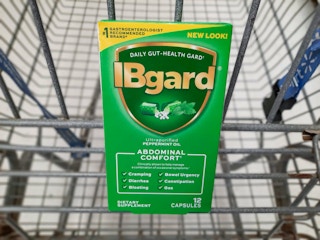 #1 GASTROENTEROLOGIST
RECOMMENDED
BRAND†
NEW LOOK!
DAILY GUT-HEALTH GARD®
IBgard®
Ultrapurified
PEPPERMINT OIL
ABDOMINAL
COMFORT*
✓ Cramping ✓ Bowel Urgency
✓ Diarrhea ✓ Constipation
✓ Bloating ✓ Gas
DIETARY
SUPPLEMENT
12
CAPSULES